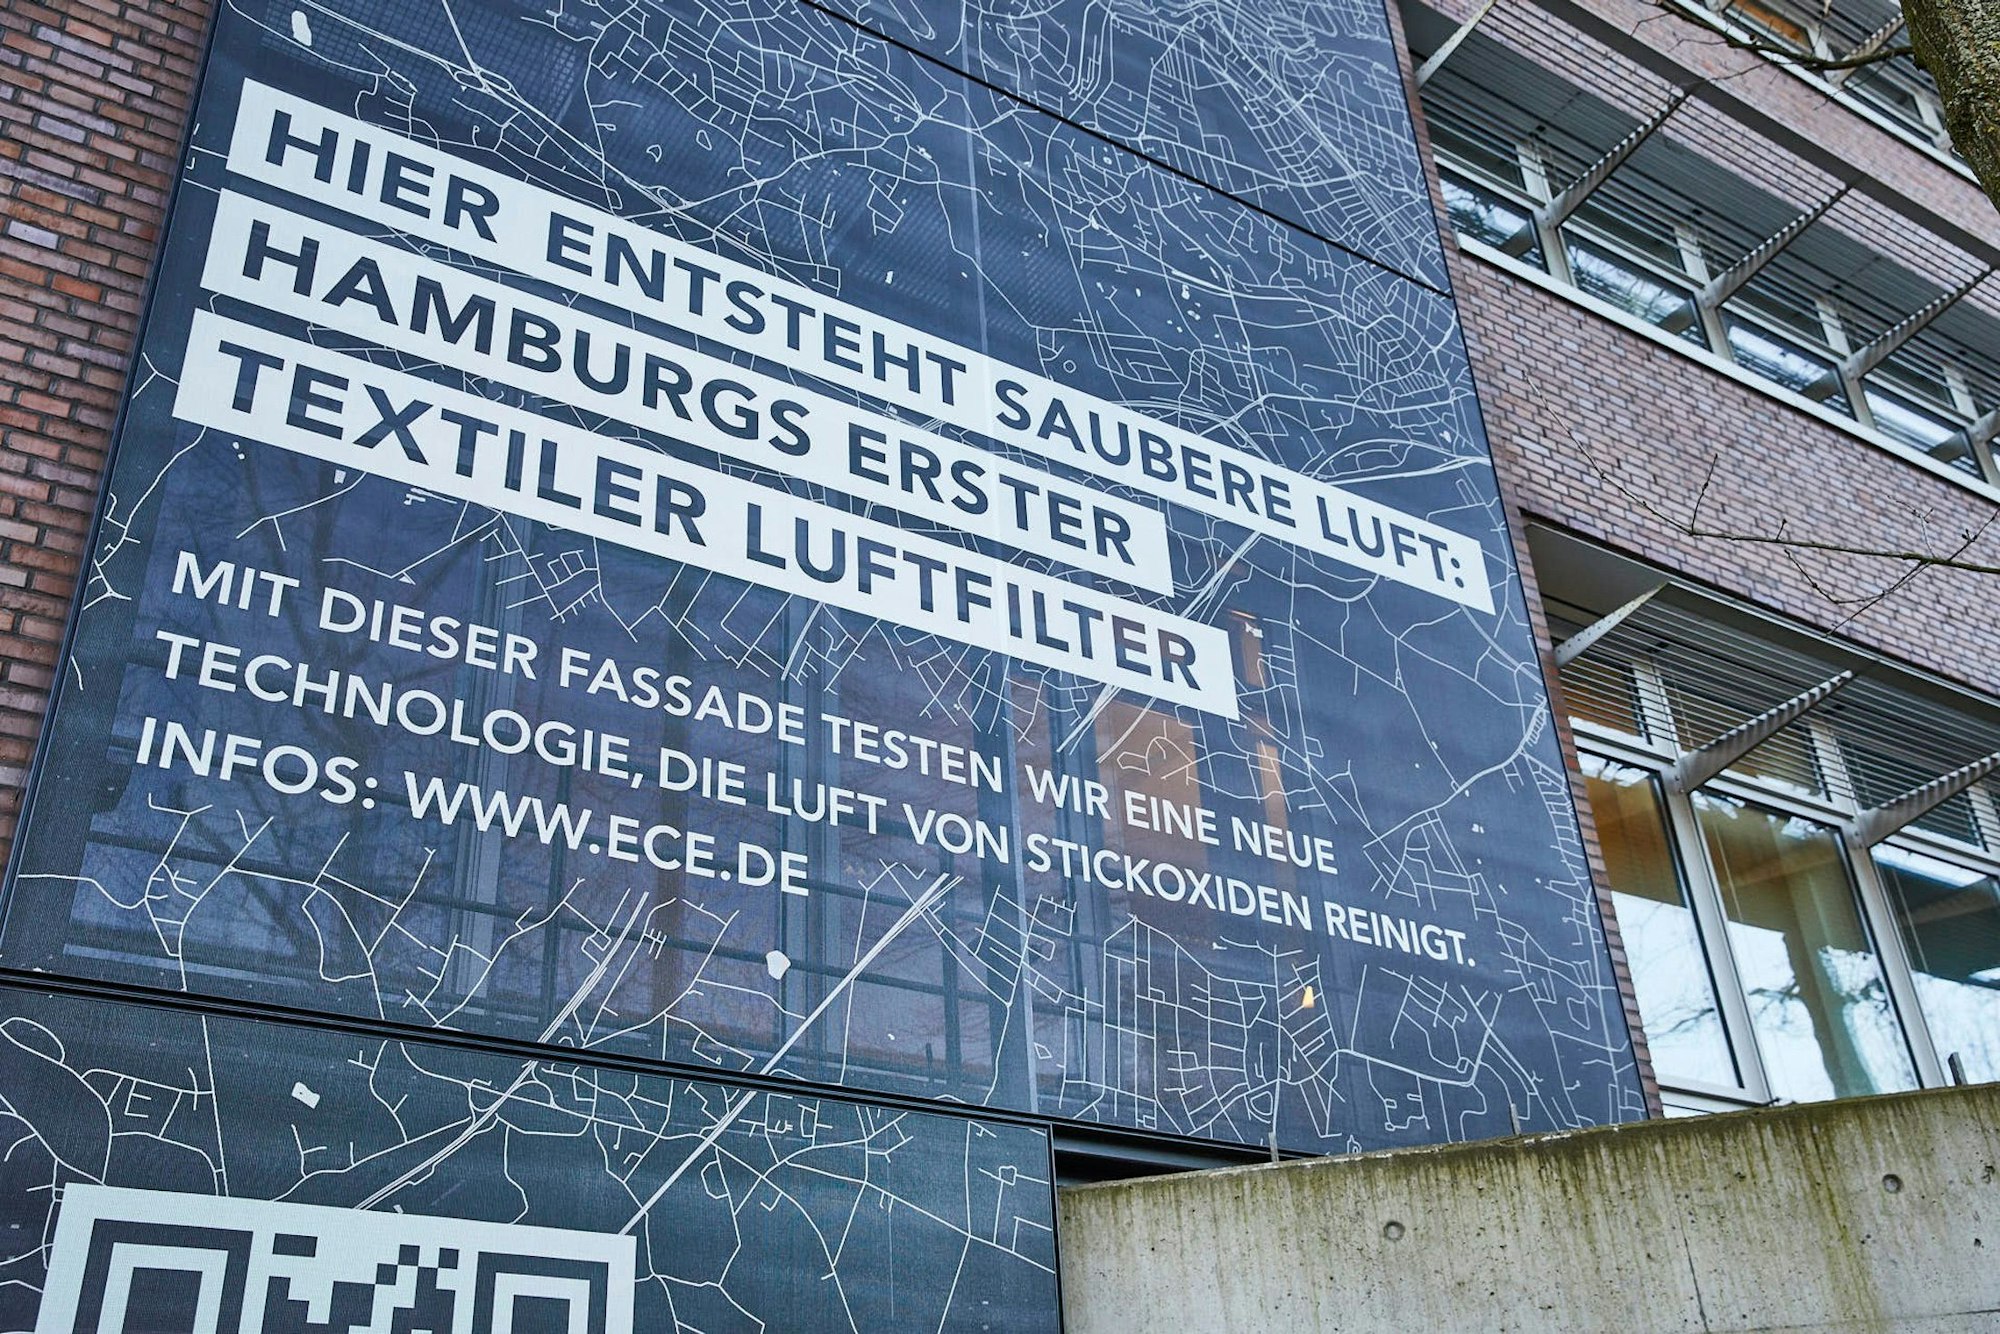 HIER ENTSTEHT SAUBERE LUFT:
HAMBURGS ERSTER
TEXTILER LUFTFILTER
MIT DIESER FASSADE TESTEN WIR EINE NEUE
TECHNOLOGIE, DIE LUFT VON STICKOXIDEN REINIGT.
INFOS: WWW.ECE.DE